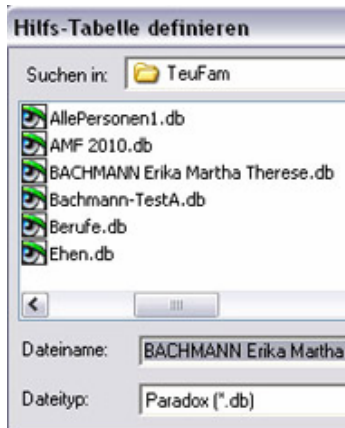 Hilfs-Tabelle definieren
Suchen in: TeuFam
AllePersonen1.db
AMF 2010.db
BACHMANN Erika Martha Therese.db
Bachmann-TestA.db
Berufe.db
Ehen.db
Dateiname: BACHMANN Erika Martha
Dateityp: Paradox (*.db)